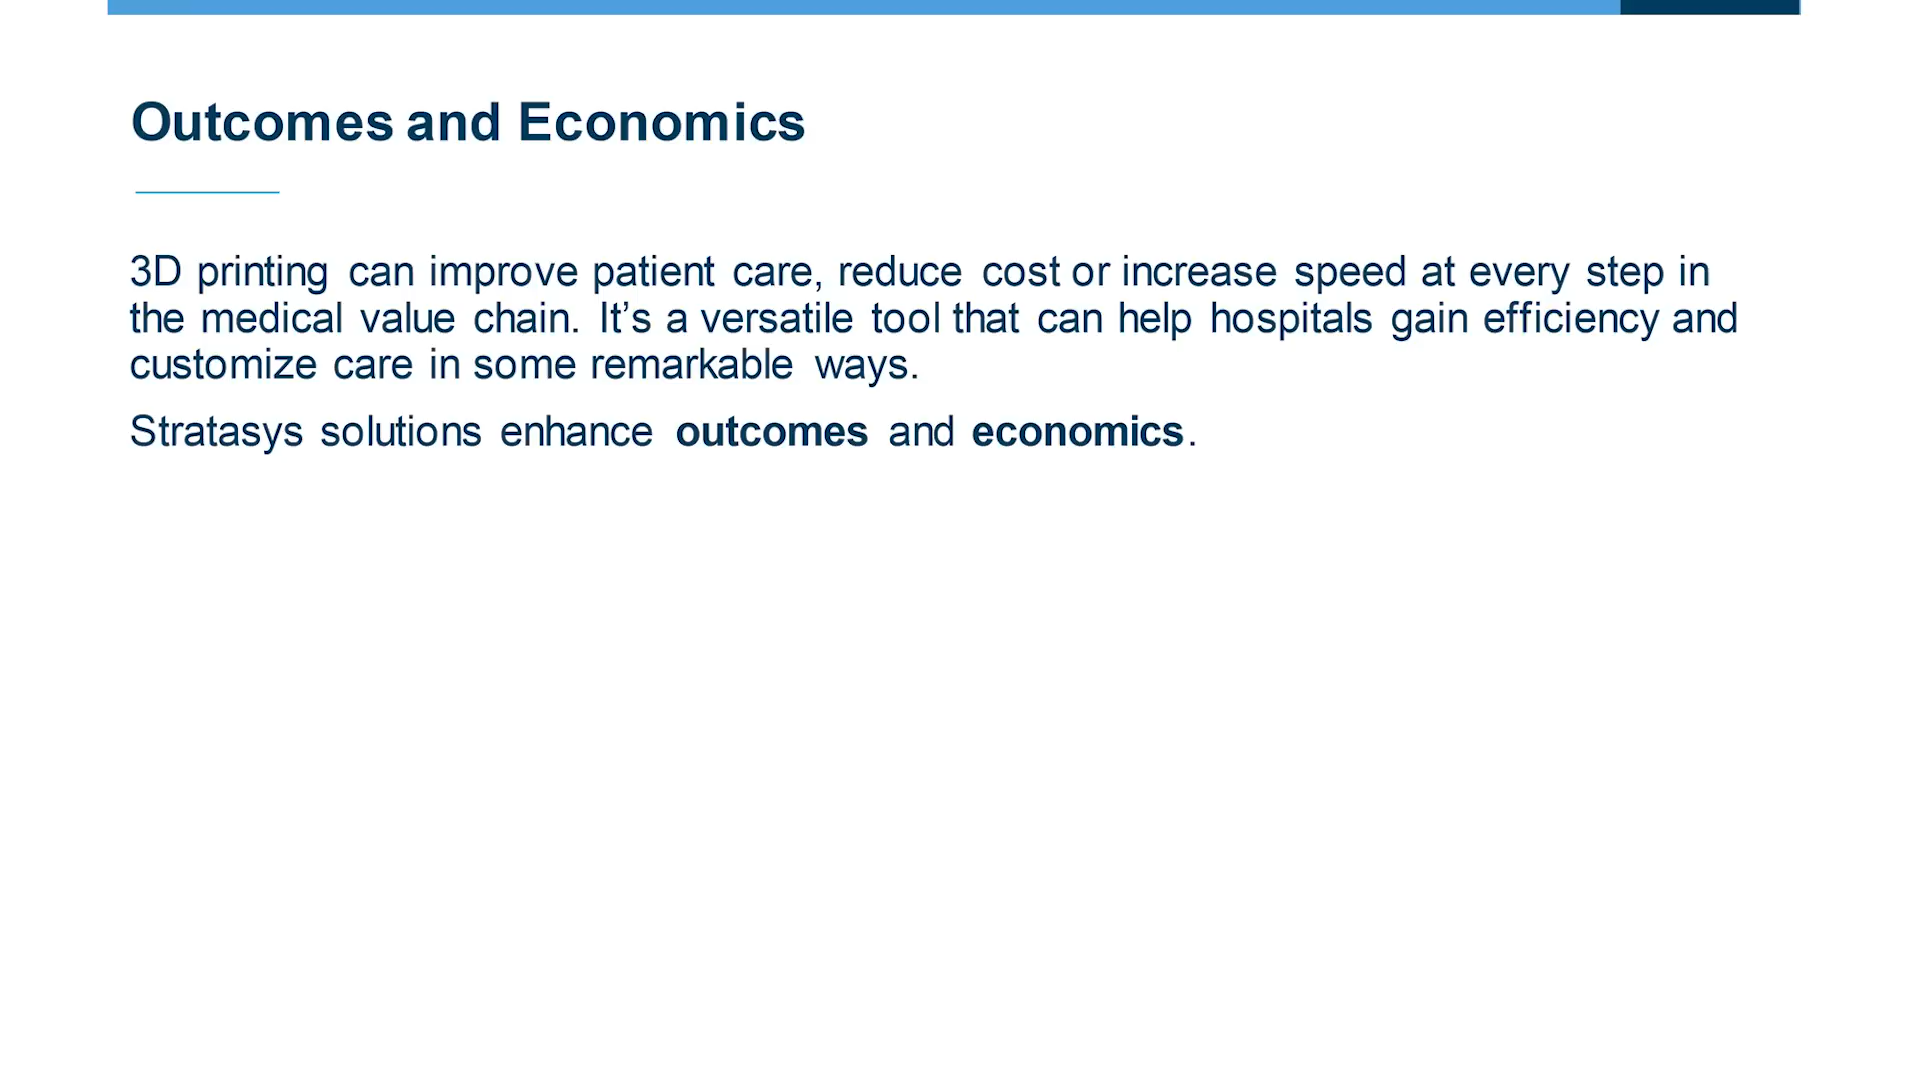 Outcomes and Economics
3D printing can improve patient care, reduce cost or increase speed at every step in
the medical value chain. It’s a versatile tool that can help hospitals gain efficiency and
customize care in some remarkable ways.
Stratasys solutions enhance outcomes and economics.